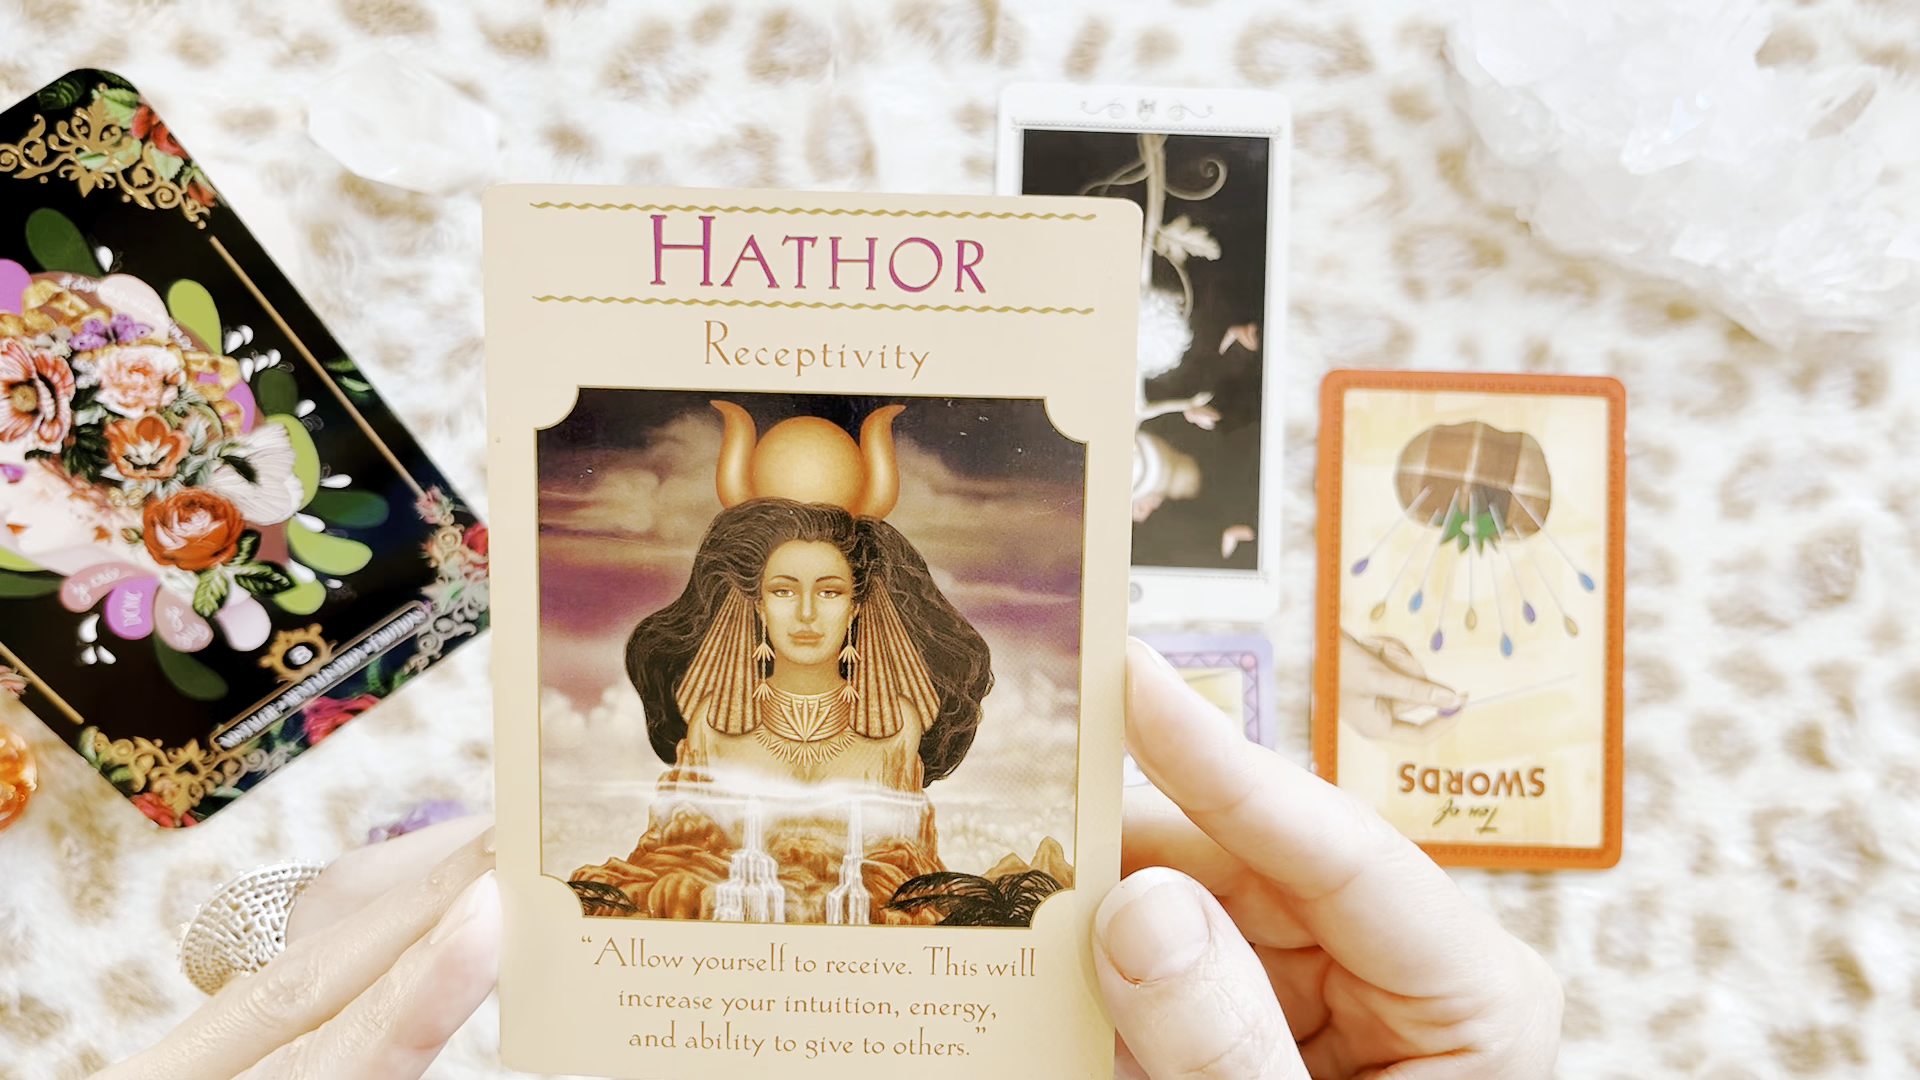 HATHOR
Receptivity
“Allow yourself to receive. This will
increase your intuition, energy,
and ability to give to others.”
Ten of
SWORDS